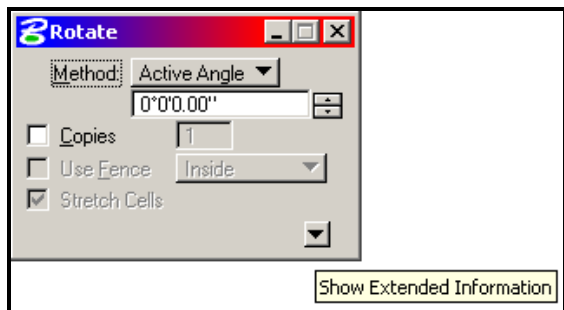 Rotate
Method: Active Angle
0°0'0.00"
Copies 1
Use Fence Inside
Stretch Cells
Show Extended Information